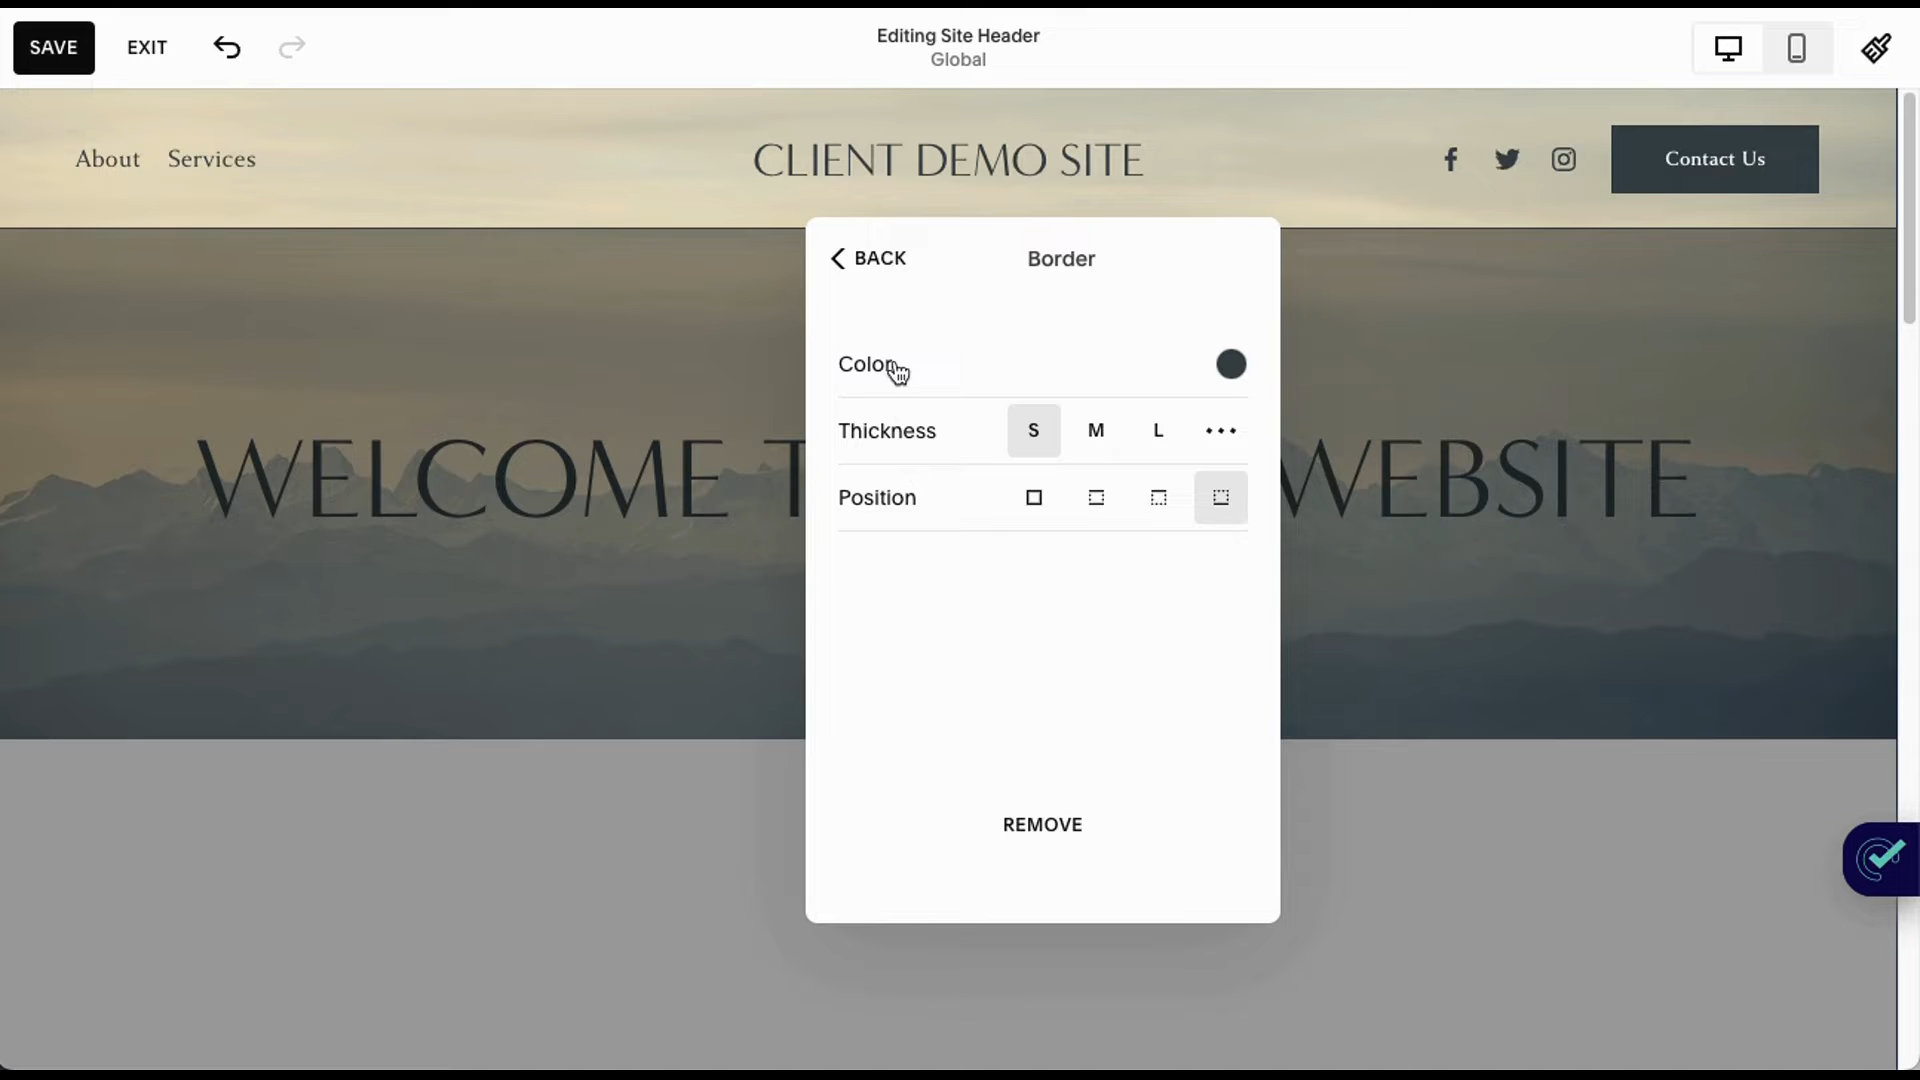 SAVE EXIT
Editing Site Header
Global
About Services
CLIENT DEMO SITE
Contact Us
BACK Border
WELCOME T WEBSITE
Color
Thickness S M L
Position
REMOVE